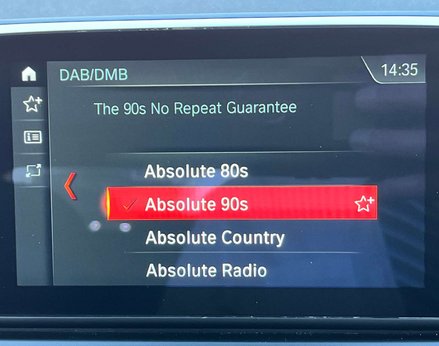 DAB/DMB 14:35
The 90s No Repeat Guarantee
Absolute 80s
Absolute 90s
Absolute Country
Absolute Radio